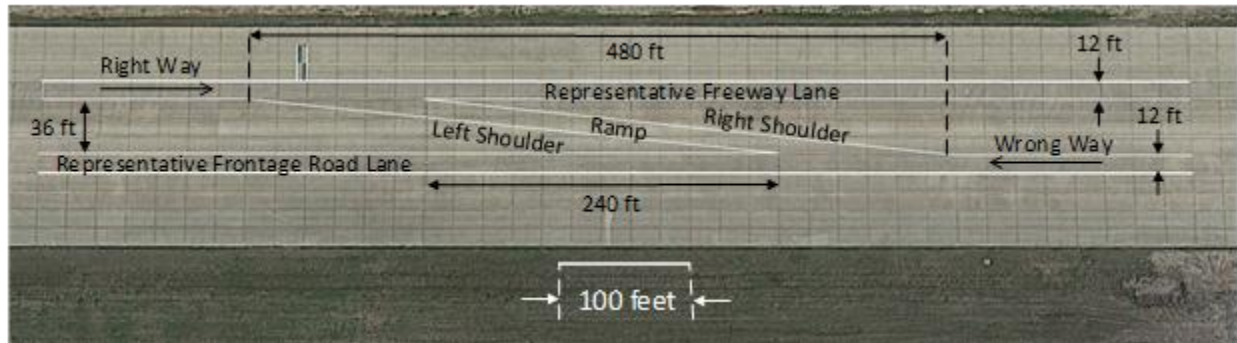 480 ft
12 ft
Right Way
Representative Freeway Lane
36 ft
Left Shoulder
Ramp
Right Shoulder
12 ft
Wrong Way
Representative Frontage Road Lane
240 ft
100 feet